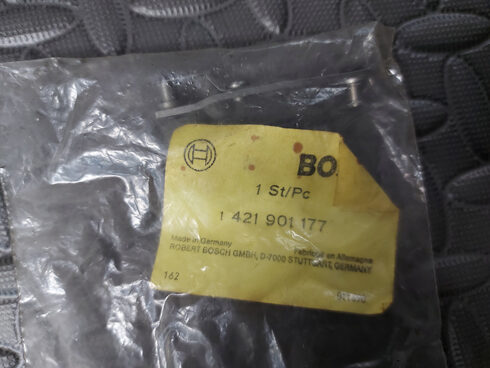 BO
1 St/Pc
1 421 901 177
Made in Germany Fabriqué en Allemagne
ROBERT BOSCH GMBH, D-7000 STUTTGART, GERMANY
162